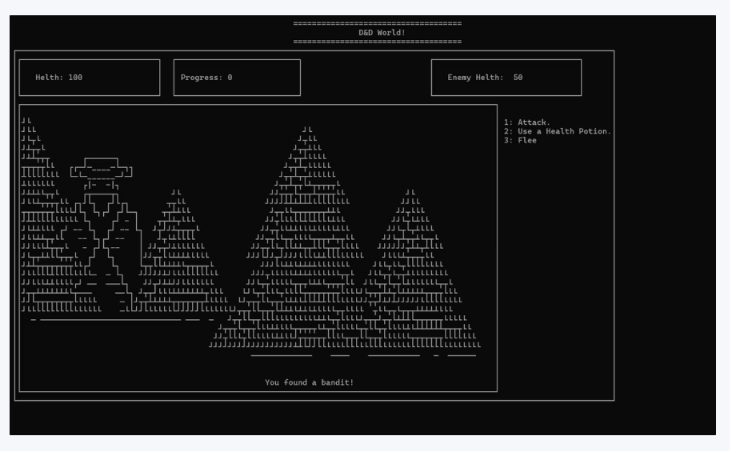 D&D World!
Helth: 100
Progress: 0
Enemy Helth: 50
1: Attack.
2: Use a Health Potion.
3: Flee
You found a bandit!